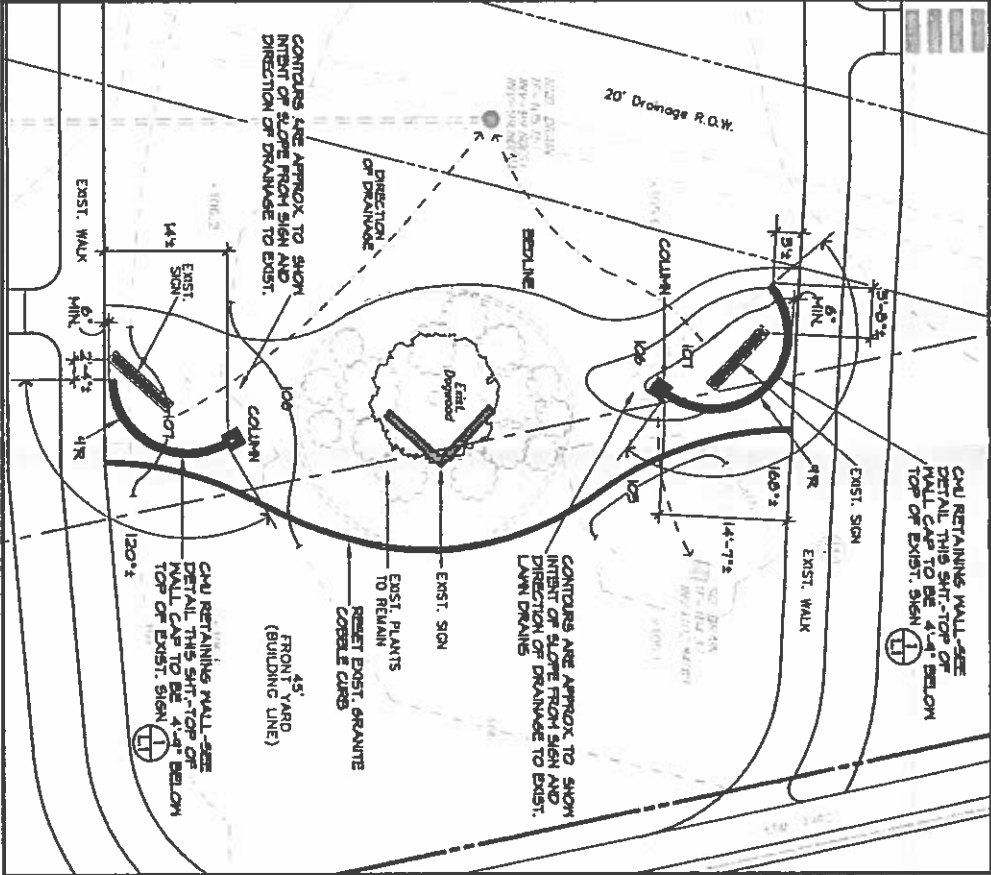 CMU RETAINING WALL-SEE
DETAIL THIS SHT.-TOP OF
WALL CAP TO BE 4'-4" BELOW
TOP OF EXIST. SIGN
1
L1
EXIST. SIGN
EXIST. WALK
9'R
168°±
14'-7"±
5'±
6"
MIN.
COLUMN
107
106
105
20' Drainage R.O.W.
CONTOURS ARE APPROX. TO SHOW
INTENT OF SLOPE FROM SIGN AND
DIRECTION OF DRAINAGE TO EXIST.
LAWN DRAINS
BEDLINE
Exist.
Dogwood
EXIST. SIGN
EXIST. PLANTS
TO REMAIN
RESET EXIST. GRANITE
COBBLE CURB
45'
FRONT YARD
(BUILDING LINE)
DIRECTION
OF DRAINAGE
CONTOURS ARE APPROX. TO SHOW
INTENT OF SLOPE FROM SIGN AND
DIRECTION OF DRAINAGE TO EXIST.
106
COLUMN
107
EXIST.
SIGN
14'±
6"
MIN.
2'-4"±
9'R
120°±
EXIST. WALK
CMU RETAINING WALL-SEE
DETAIL THIS SHT.-TOP OF
WALL CAP TO BE 4'-4" BELOW
TOP OF EXIST. SIGN
1
L1